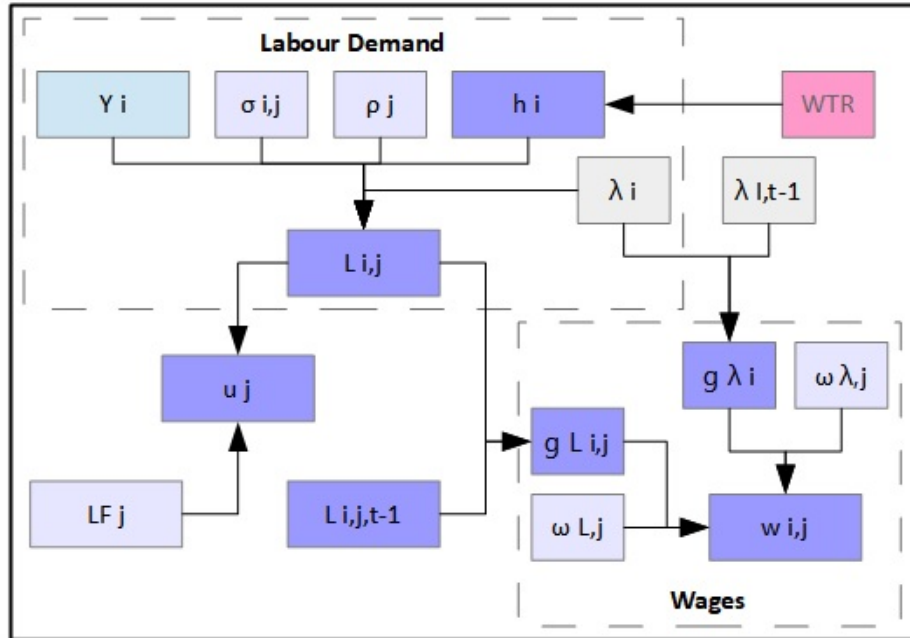 Labour Demand
Y i
σ i,j
ρ j
h i
WTR
λ i
λ I,t-1
L i,j
u j
g λ i
ω λ,j
g L i,j
LF j
L i,j,t-1
ω L,j
w i,j
Wages